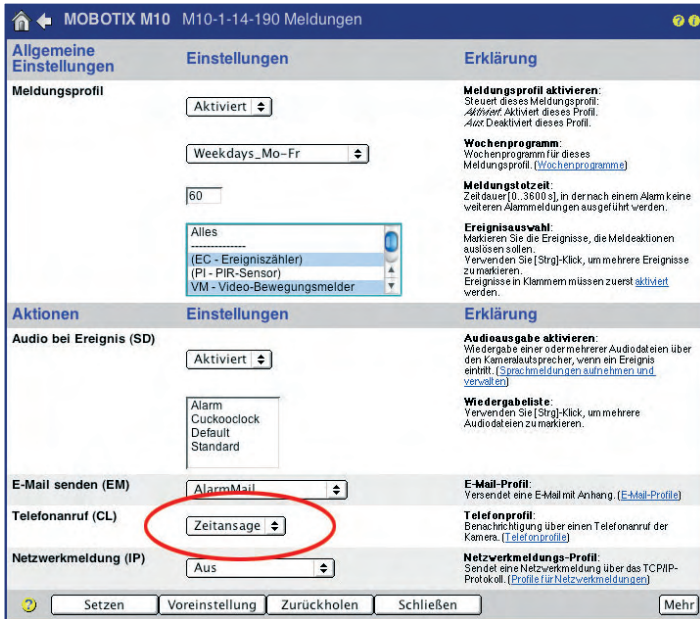 MOBOTIX M10 M10-1-14-190 Meldungen
Allgemeine
Einstellungen
Einstellungen
Erklärung
Meldungsprofil
Aktiviert
Meldungsprofil aktivieren:
Steuert dieses Meldungsprofil:
Aktiviert: Aktiviert dieses Profil.
Aus: Deaktiviert dieses Profil.
Weekdays_Mo-Fr
Wochenprogramm:
Wochenprogramm für dieses
Meldungsprofil. (Wochenprogramme)
60
Meldungstotzeit:
Zeitdauer [0..3600 s], in der nach einem Alarm keine
weiteren Alarmmeldungen ausgeführt werden.
Alles
--------------
(EC - Ereigniszähler)
(PI - PIR-Sensor)
VM - Video-Bewegungsmelder
Ereignisauswahl:
Markieren Sie die Ereignisse, die Meldeaktionen
auslösen sollen.
Verwenden Sie [Strg]-Klick, um mehrere Ereignisse
zu markieren.
Ereignisse in Klammern müssen zuerst aktiviert
werden.
Aktionen
Einstellungen
Erklärung
Audio bei Ereignis (SD)
Aktiviert
Audioausgabe aktivieren:
Wiedergabe einer oder mehrerer Audiodateien über
den Kameralautsprecher, wenn ein Ereignis
eintritt. (Sprachmeldungen aufnehmen und
verwalten)
Alarm
Cuckooclock
Default
Standard
Wiedergabeliste:
Verwenden Sie [Strg]-Klick, um mehrere
Audiodateien zu markieren.
E-Mail senden (EM)
AlarmMail
E-Mail-Profil:
Versendet eine E-Mail mit Anhang. (E-Mail-Profile)
Telefonanruf (CL)
Zeitansage
Telefonprofil:
Benachrichtigung über einen Telefonanruf der
Kamera. (Telefonprofile)
Netzwerkmeldung (IP)
Aus
Netzwerkmeldungs-Profil:
Sendet eine Netzwerkmeldung über das TCP/IP-
Protokoll. (Profile für Netzwerkmeldungen)
Setzen
Voreinstellung
Zurückholen
Schließen
Mehr